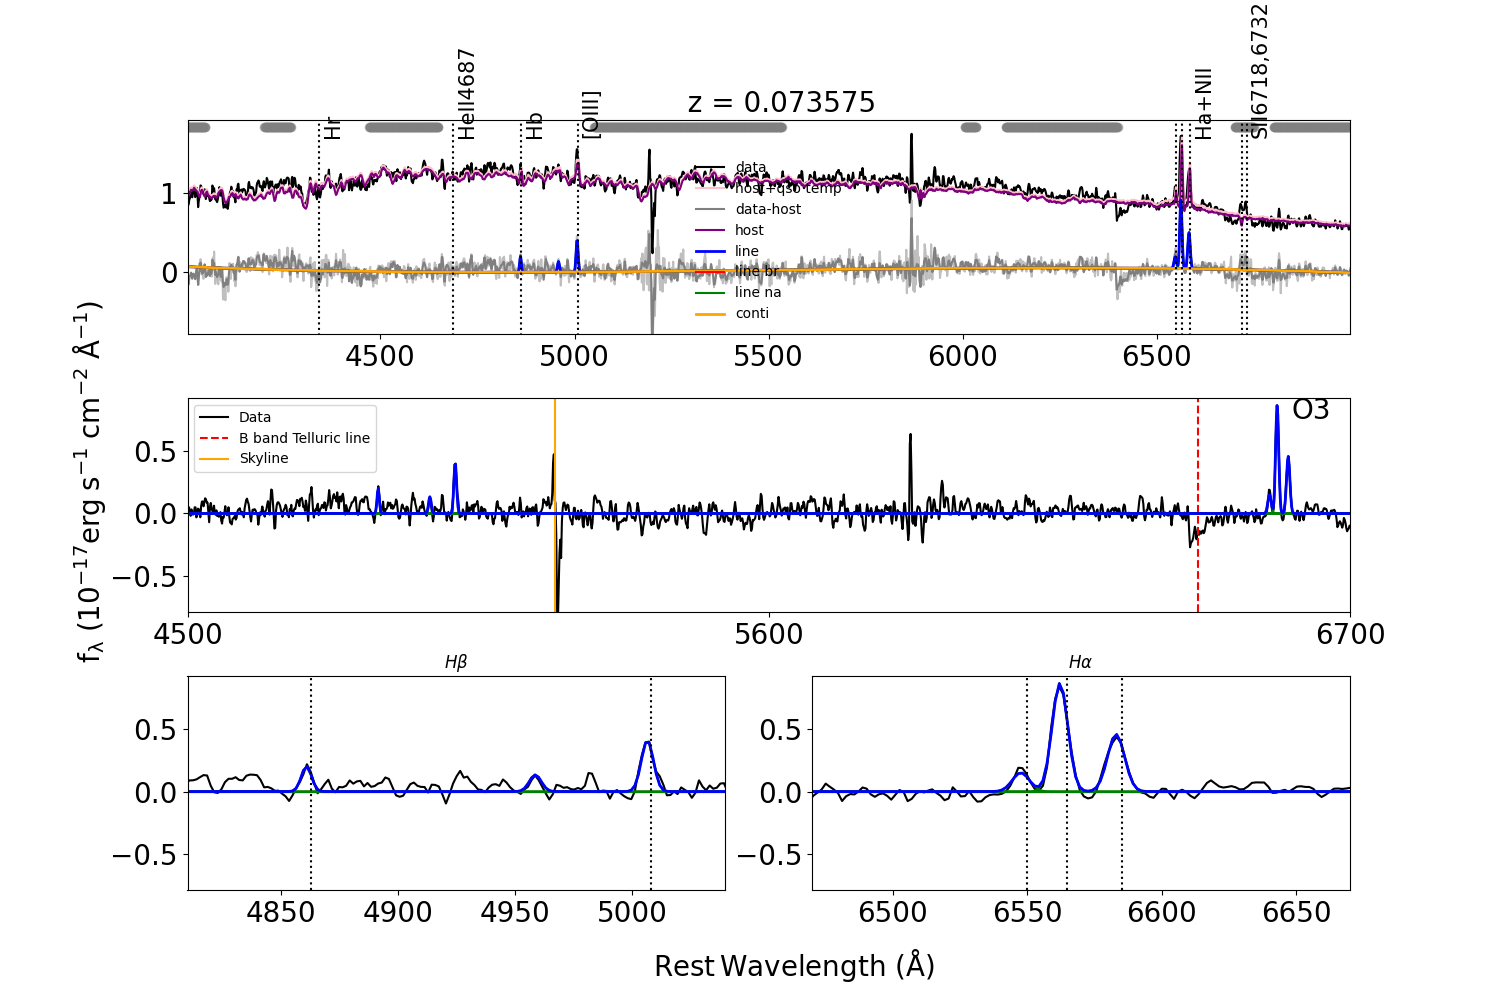 z = 0.073575
Hr
HeII4687
Hb
[OIII]
Ha+NII
SII6718,6732
data
host+qso temp
data-host
host
line
line br
line na
conti
1
0
4500
5000
5500
6000
6500
f_λ (10^{-17}erg s^{-1} cm^{-2} Å^{-1})
Data
B band Telluric line
Skyline
O3
0.5
0.0
−0.5
4500
5600
6700
Hβ
0.5
0.0
−0.5
4850
4900
4950
5000
Hα
0.5
0.0
−0.5
6500
6550
6600
6650
Rest Wavelength (Å)